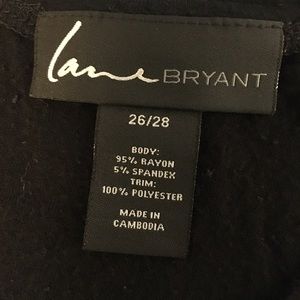 lane BRYANT
26/28
BODY:
95% RAYON
5% SPANDEX
TRIM:
100% POLYESTER
MADE IN
CAMBODIA